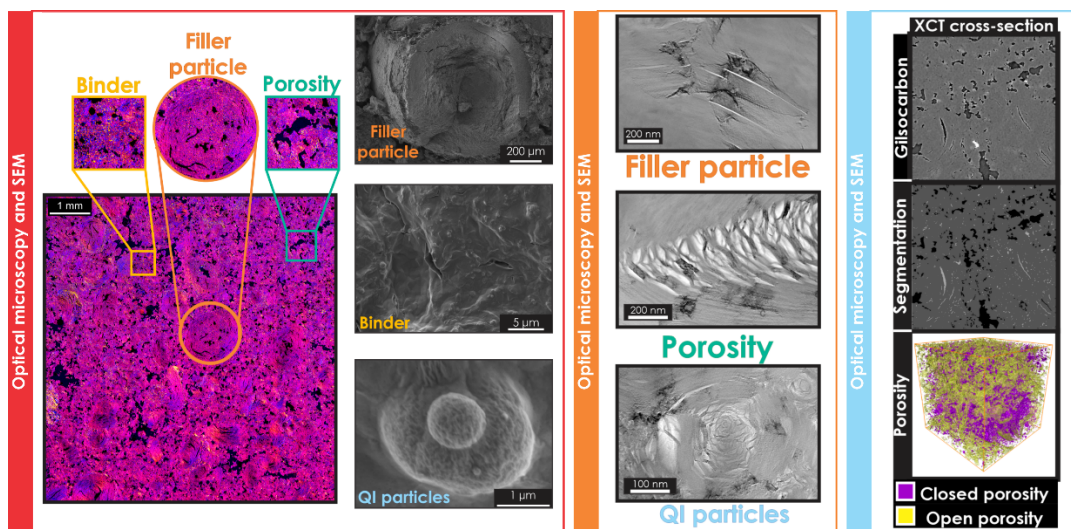 Optical microscopy and SEM
Filler
particle
Binder
Porosity
1 mm
Filler
particle
200 µm
Binder
5 µm
QI particles
1 µm
Optical microscopy and SEM
200 nm
Filler particle
200 nm
Porosity
100 nm
QI particles
Optical microscopy and SEM
XCT cross-section
Gilsocarbon
Segmentation
Porosity
Closed porosity
Open porosity